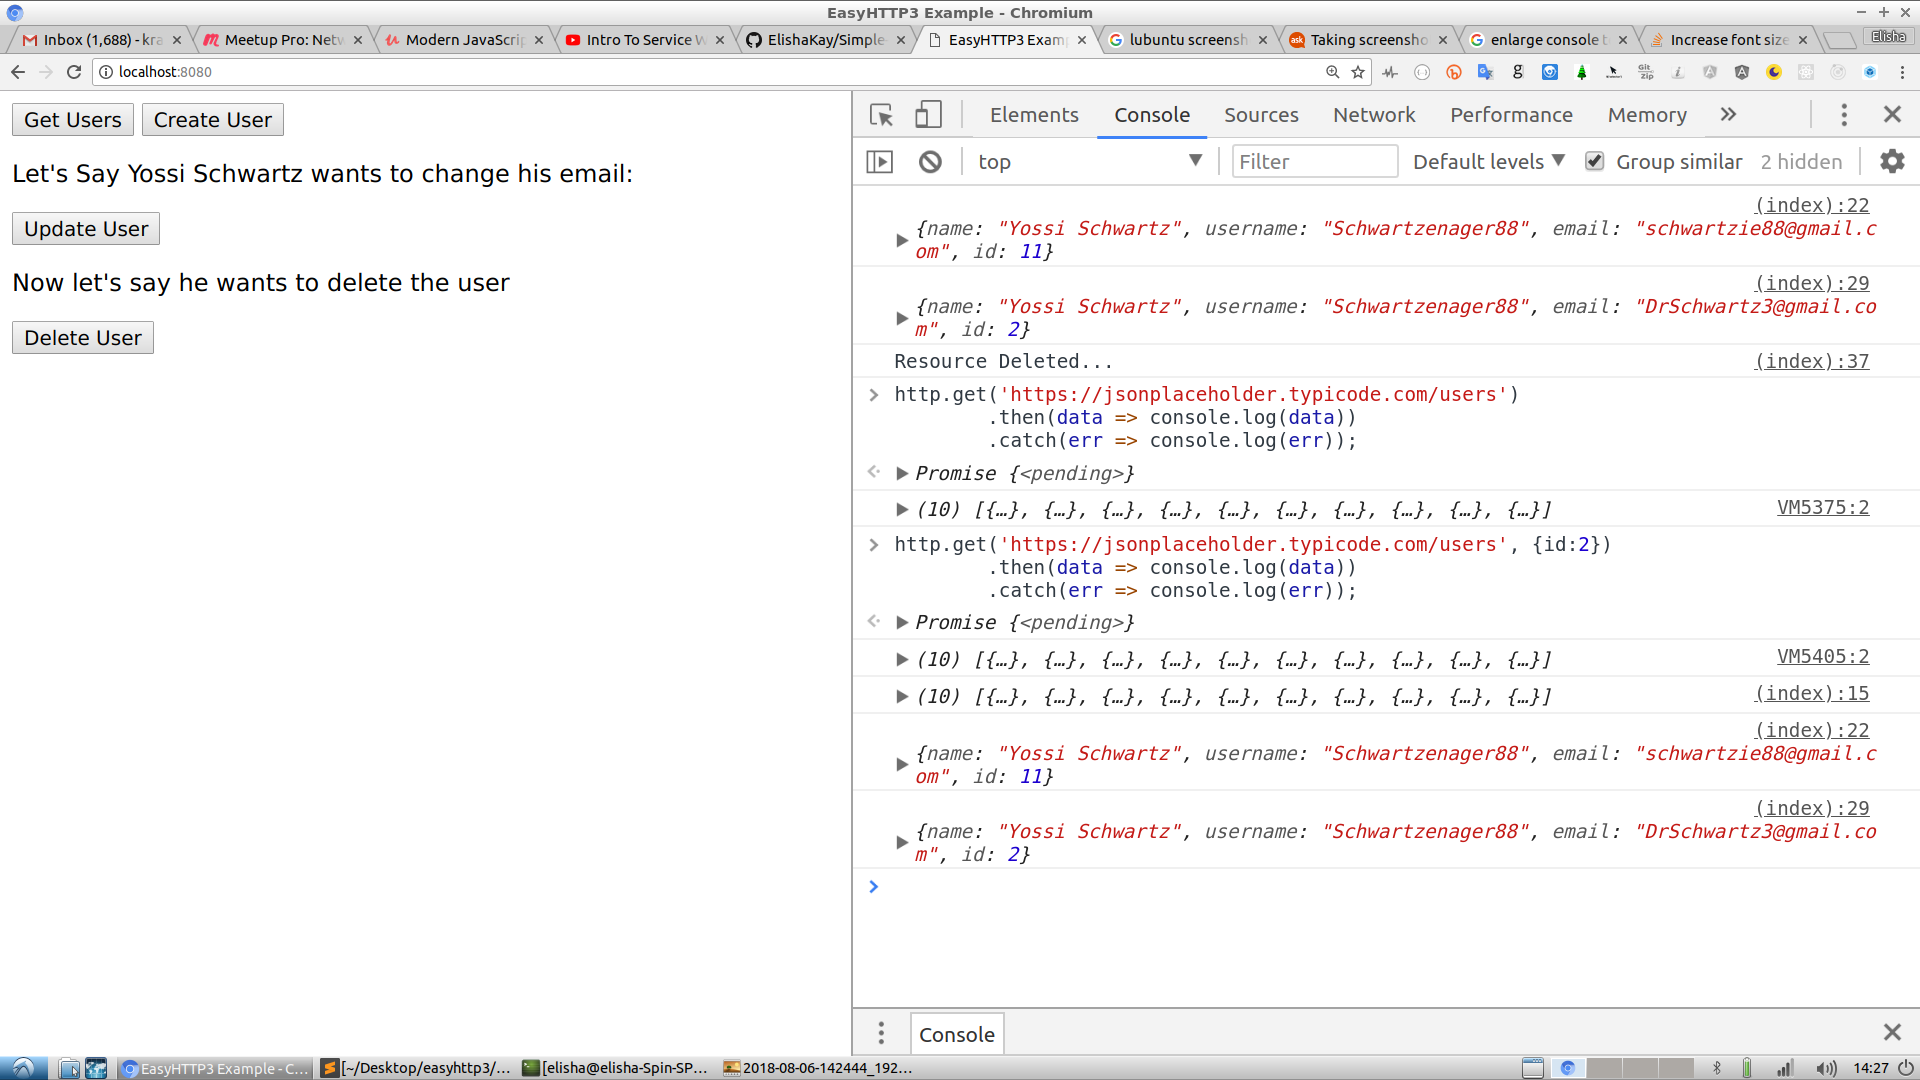 EasyHTTP3 Example - Chromium
Inbox (1,688) - kra
Meetup Pro: Netw
Modern JavaScrip
Intro To Service W
ElishaKay/Simple-
EasyHTTP3 Examp
lubuntu screensh
Taking screensho
enlarge console t
Increase font size
Elisha
localhost:8080
Get Users
Create User
Let's Say Yossi Schwartz wants to change his email:
Update User
Now let's say he wants to delete the user
Delete User
Elements Console Sources Network Performance Memory
top
Filter
Default levels
Group similar
2 hidden
(index):22
{name: "Yossi Schwartz", username: "Schwartzenager88", email: "schwartzie88@gmail.c
om", id: 11}
(index):29
{name: "Yossi Schwartz", username: "Schwartzenager88", email: "DrSchwartz3@gmail.co
m", id: 2}
Resource Deleted... (index):37
http.get('https://jsonplaceholder.typicode.com/users')
.then(data => console.log(data))
.catch(err => console.log(err));
Promise {<pending>}
(10) [{…}, {…}, {…}, {…}, {…}, {…}, {…}, {…}, {…}, {…}] VM5375:2
http.get('https://jsonplaceholder.typicode.com/users', {id:2})
.then(data => console.log(data))
.catch(err => console.log(err));
Promise {<pending>}
(10) [{…}, {…}, {…}, {…}, {…}, {…}, {…}, {…}, {…}, {…}] VM5405:2
(10) [{…}, {…}, {…}, {…}, {…}, {…}, {…}, {…}, {…}, {…}] (index):15
(index):22
{name: "Yossi Schwartz", username: "Schwartzenager88", email: "schwartzie88@gmail.c
om", id: 11}
(index):29
{name: "Yossi Schwartz", username: "Schwartzenager88", email: "DrSchwartz3@gmail.co
m", id: 2}
Console
EasyHTTP3 Example - C...
[~/Desktop/easyhttp3/...
[elisha@elisha-Spin-SP...
2018-08-06-142444_192...
14:27